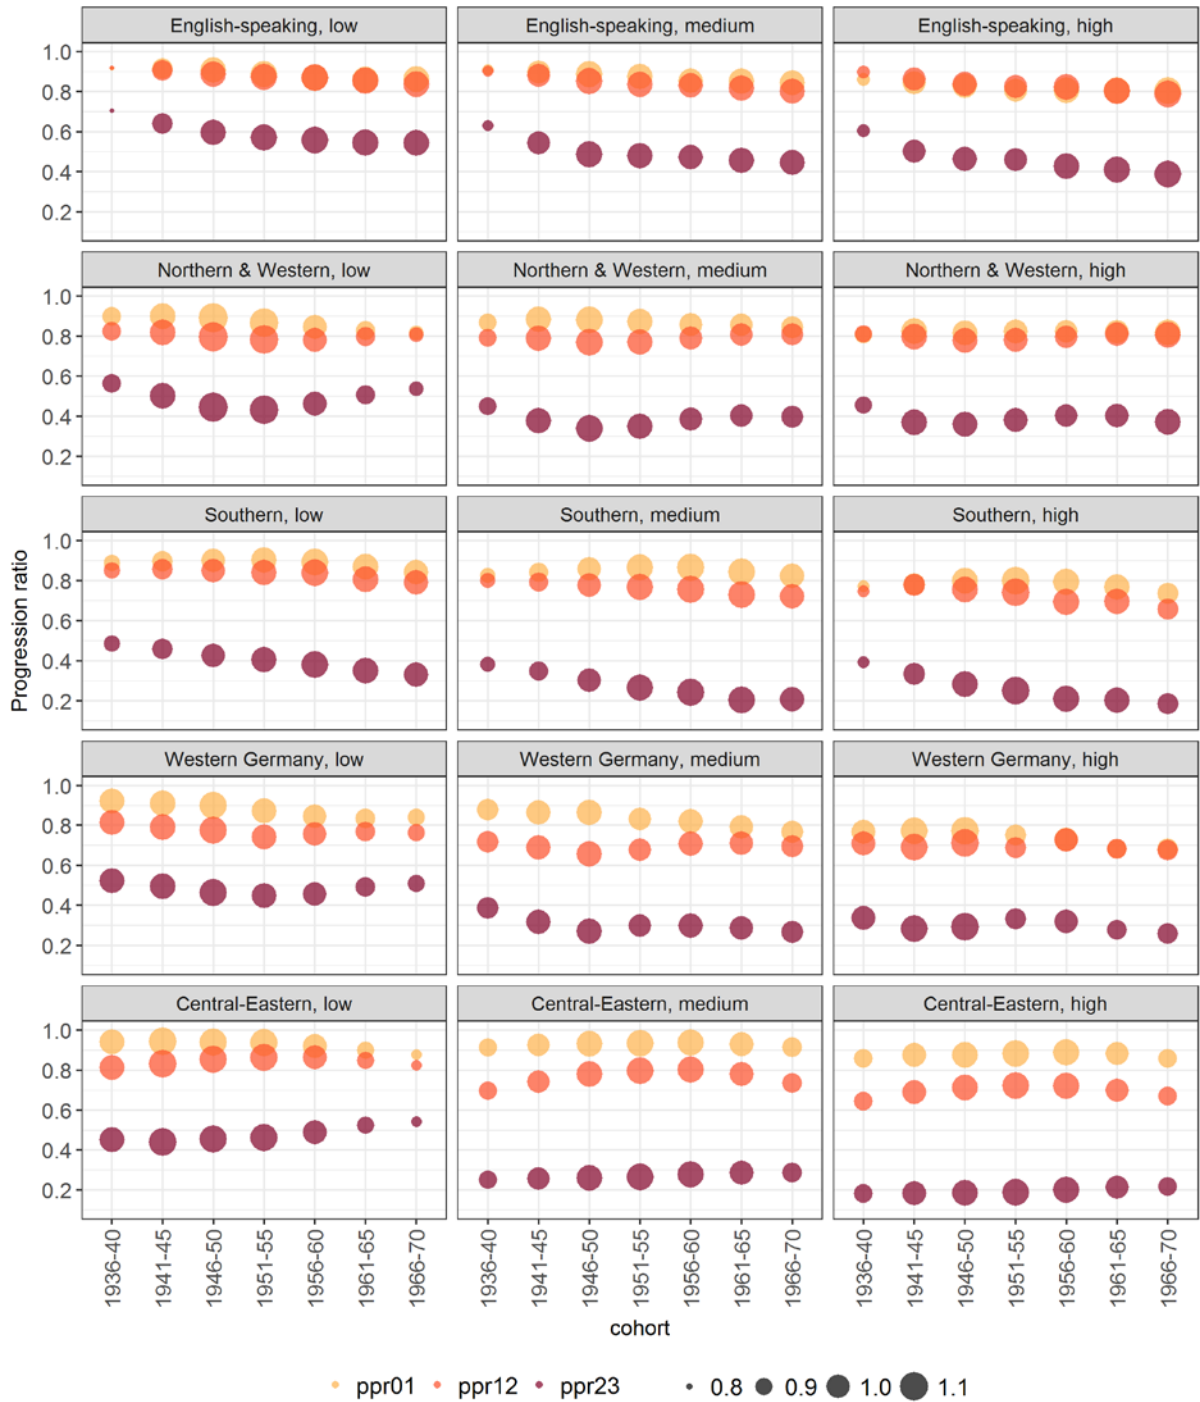 English-speaking, low English-speaking, medium English-speaking, high
1.0
0.8
0.6
0.4
0.2
Northern & Western, low Northern & Western, medium Northern & Western, high
1.0
0.8
0.6
0.4
0.2
Southern, low Southern, medium Southern, high
1.0
0.8
0.6
0.4
0.2
Progression ratio
Western Germany, low Western Germany, medium Western Germany, high
1.0
0.8
0.6
0.4
0.2
Central-Eastern, low Central-Eastern, medium Central-Eastern, high
1.0
0.8
0.6
0.4
0.2
1936-40 1941-45 1946-50 1951-55 1956-60 1961-65 1966-70 1936-40 1941-45 1946-50 1951-55 1956-60 1961-65 1966-70 1936-40 1941-45 1946-50 1951-55 1956-60 1961-65 1966-70
cohort
ppr01 ppr12 ppr23 0.8 0.9 1.0 1.1